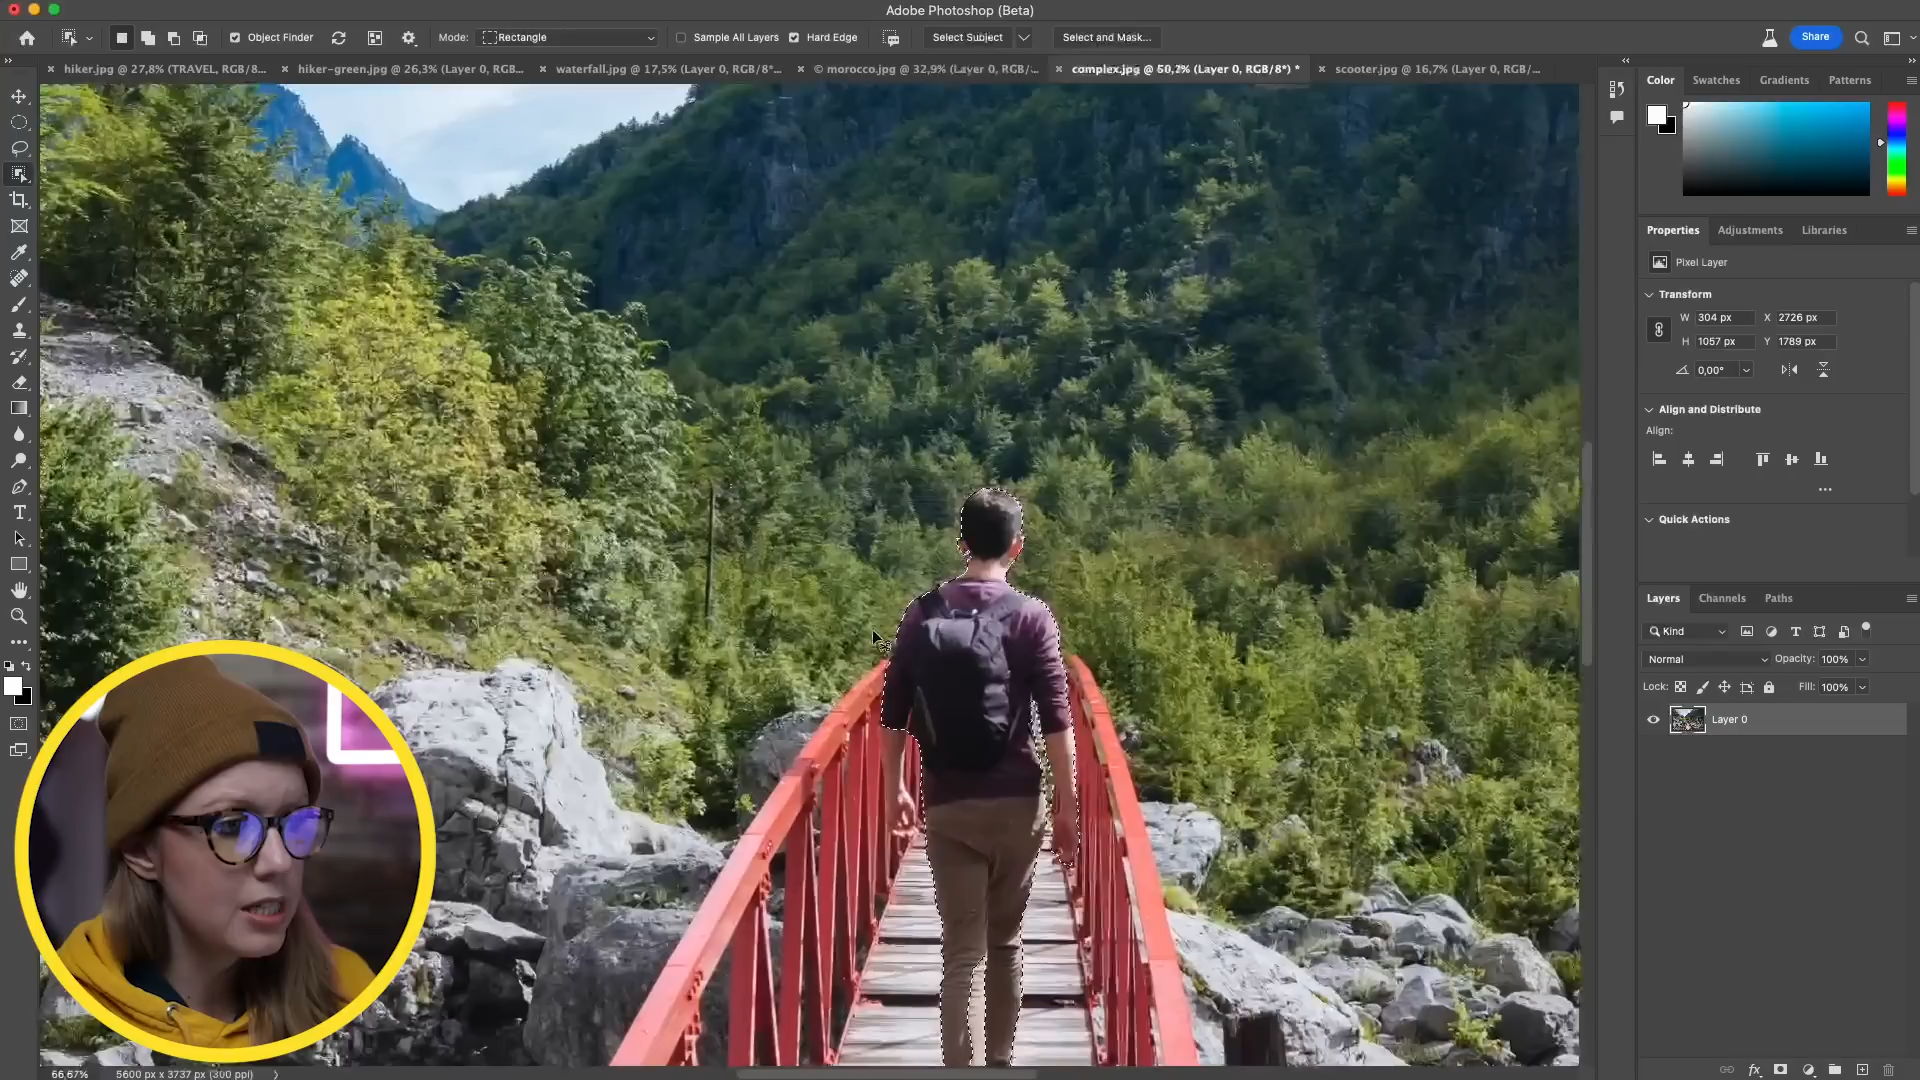 Adobe Photoshop (Beta)
Object Finder
Mode:
Rectangle
Sample All Layers
Hard Edge
Select Subject
Select and Mask...
Share
hiker.jpg @ 27,8% (TRAVEL, RGB/8...
hiker-green.jpg @ 26,3% (Layer 0, RGB...
waterfall.jpg @ 17,5% (Layer 0, RGB/8*...
© morocco.jpg @ 32,9% (Layer 0, RGB/...
complex.jpg @ 50,2% (Layer 0, RGB/8*) *
scooter.jpg @ 16,7% (Layer 0, RGB/...
Color
Swatches
Gradients
Patterns
Properties
Adjustments
Libraries
Pixel Layer
Transform
W 304 px X 2726 px
H 1057 px Y 1789 px
0,00°
Align and Distribute
Align:
Quick Actions
Layers
Channels
Paths
Kind
Normal
Opacity: 100%
Lock:
Fill: 100%
Layer 0
66,67%
5600 px x 3737 px (300 ppi)